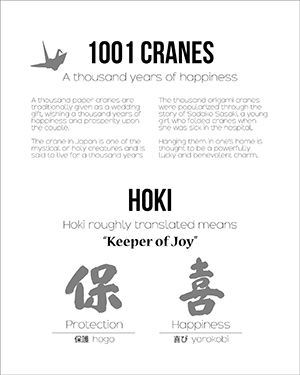 1001 CRANES
A thousand years of happiness
A thousand paper cranes are
traditionally given as a wedding
gift, wishing a thousand years of
happiness and prosperity upon
the couple.
The crane in Japan is one of the
mystical or holy creatures and is
said to live for a thousand years
The thousand origami cranes
were popularized through the
story of Sadako Sasaki, a young
girl who folded cranes when
she was sick in the hospital.
Hanging them in one's home is
thought to be a powerfully
lucky and benevolent charm.
HOKI
Hoki roughly translated means
“Keeper of Joy”
保 喜
Protection Happiness
保護 hogo 喜び yorokobi